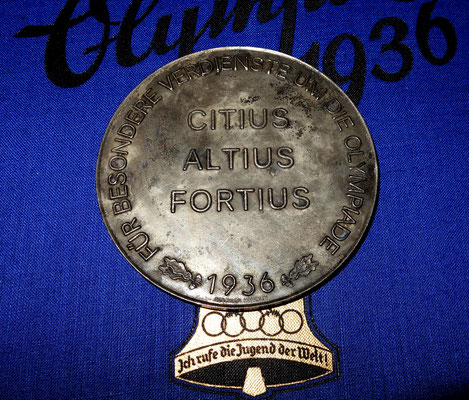 Olympia
1936
FÜR BESONDERE VERDIENSTE UM DIE OLYMPIADE
CITIUS
ALTIUS
FORTIUS
1936
Ich rufe die Jugend der Welt!